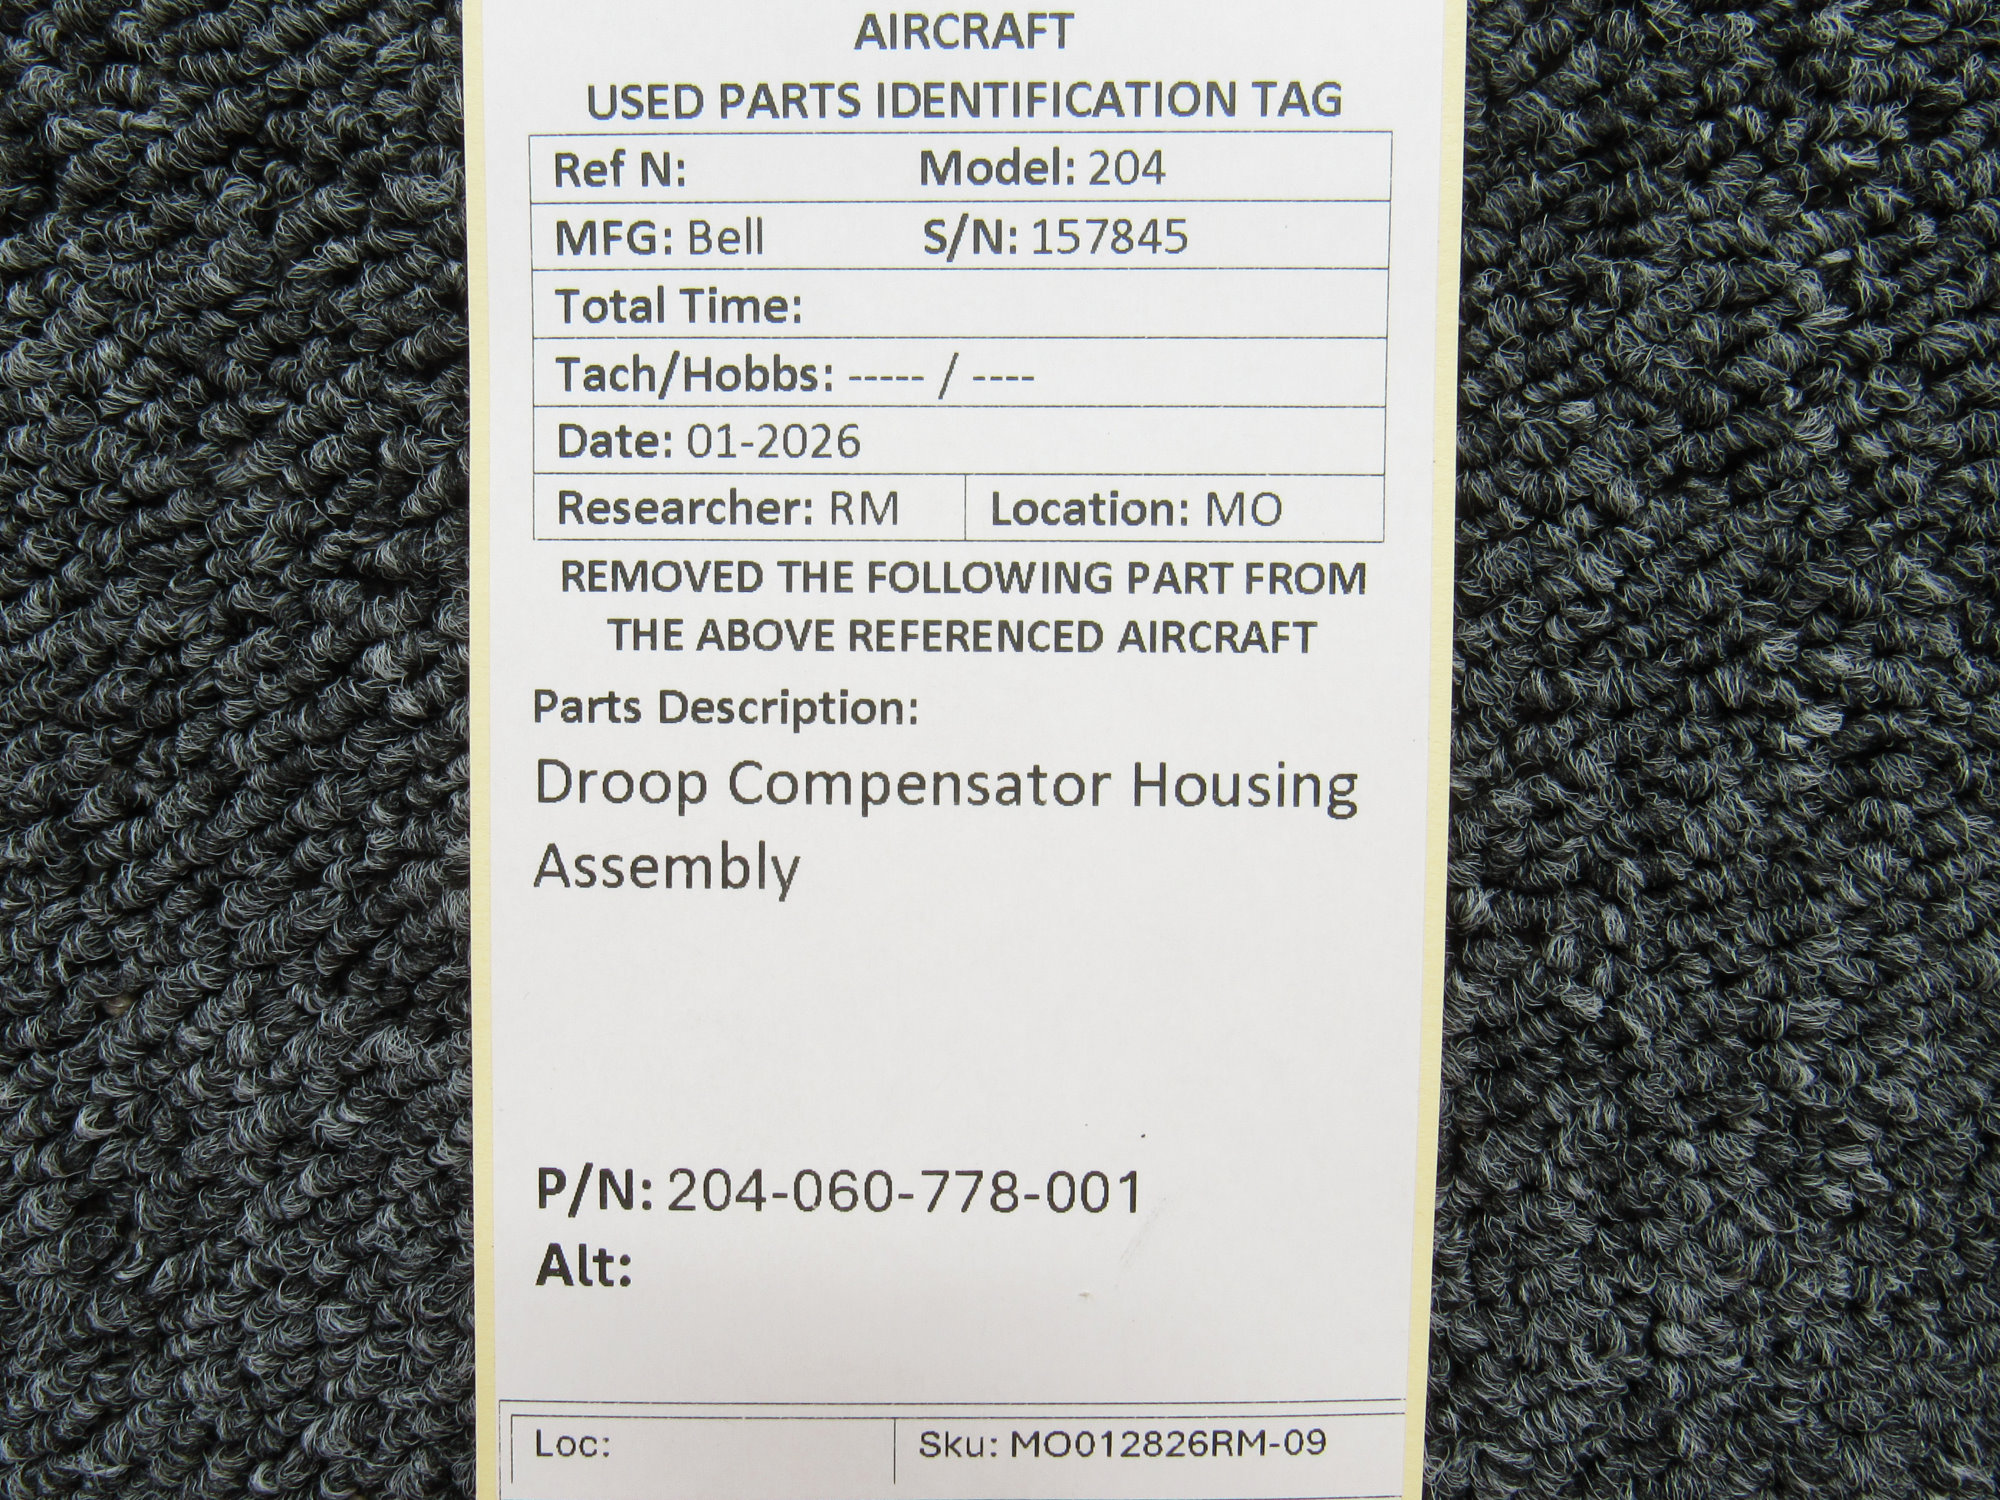 AIRCRAFT
USED PARTS IDENTIFICATION TAG
Ref N: Model: 204
MFG: Bell S/N: 157845
Total Time:
Tach/Hobbs: ----- / ----
Date: 01-2026
Researcher: RM Location: MO
REMOVED THE FOLLOWING PART FROM
THE ABOVE REFERENCED AIRCRAFT
Parts Description:
Droop Compensator Housing
Assembly
P/N: 204-060-778-001
Alt:
Loc: Sku: MO012826RM-09